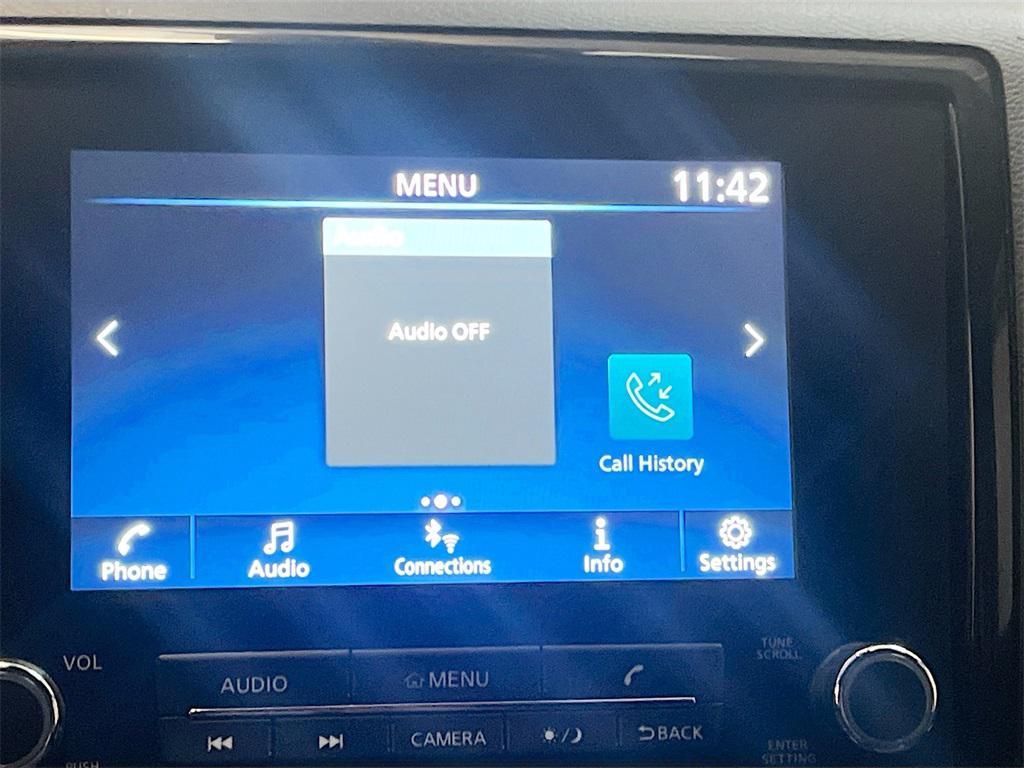 MENU
11:42
Audio
Audio OFF
Call History
Phone
Audio
Connections
Info
Settings
VOL
TUNE
SCROLL
AUDIO
MENU
CAMERA
BACK
ENTER
SETTING
PUSH